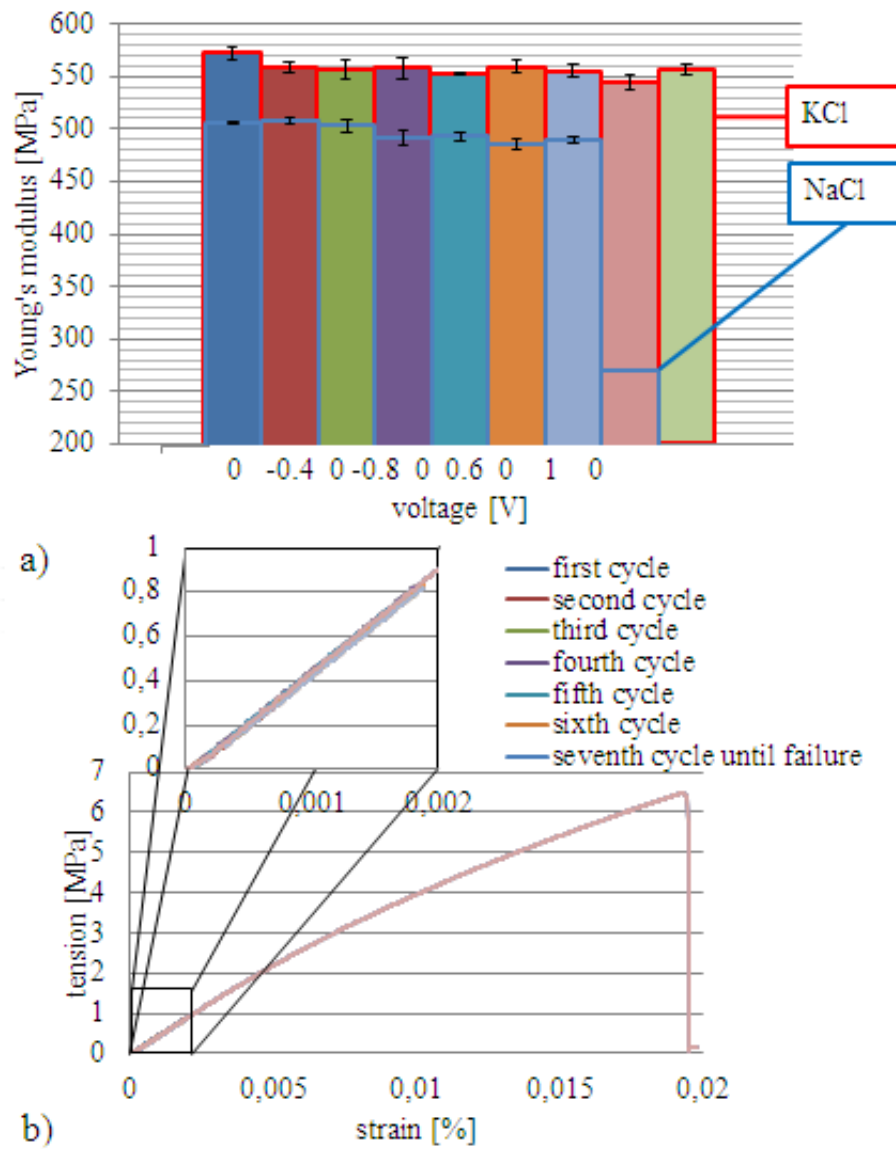 600
550
500
450
400
350
300
250
200
Young's modulus [MPa]
KCl
NaCl
0 -0.4 0 -0.8 0 0.6 0 1 0
voltage [V]
a)
1
0,8
0,6
0,4
0,2
0
0 0,001 0,002
first cycle
second cycle
third cycle
fourth cycle
fifth cycle
sixth cycle
seventh cycle until failure
7
6
5
4
3
2
1
0
tension [MPa]
0 0,005 0,01 0,015 0,02
strain [%]
b)